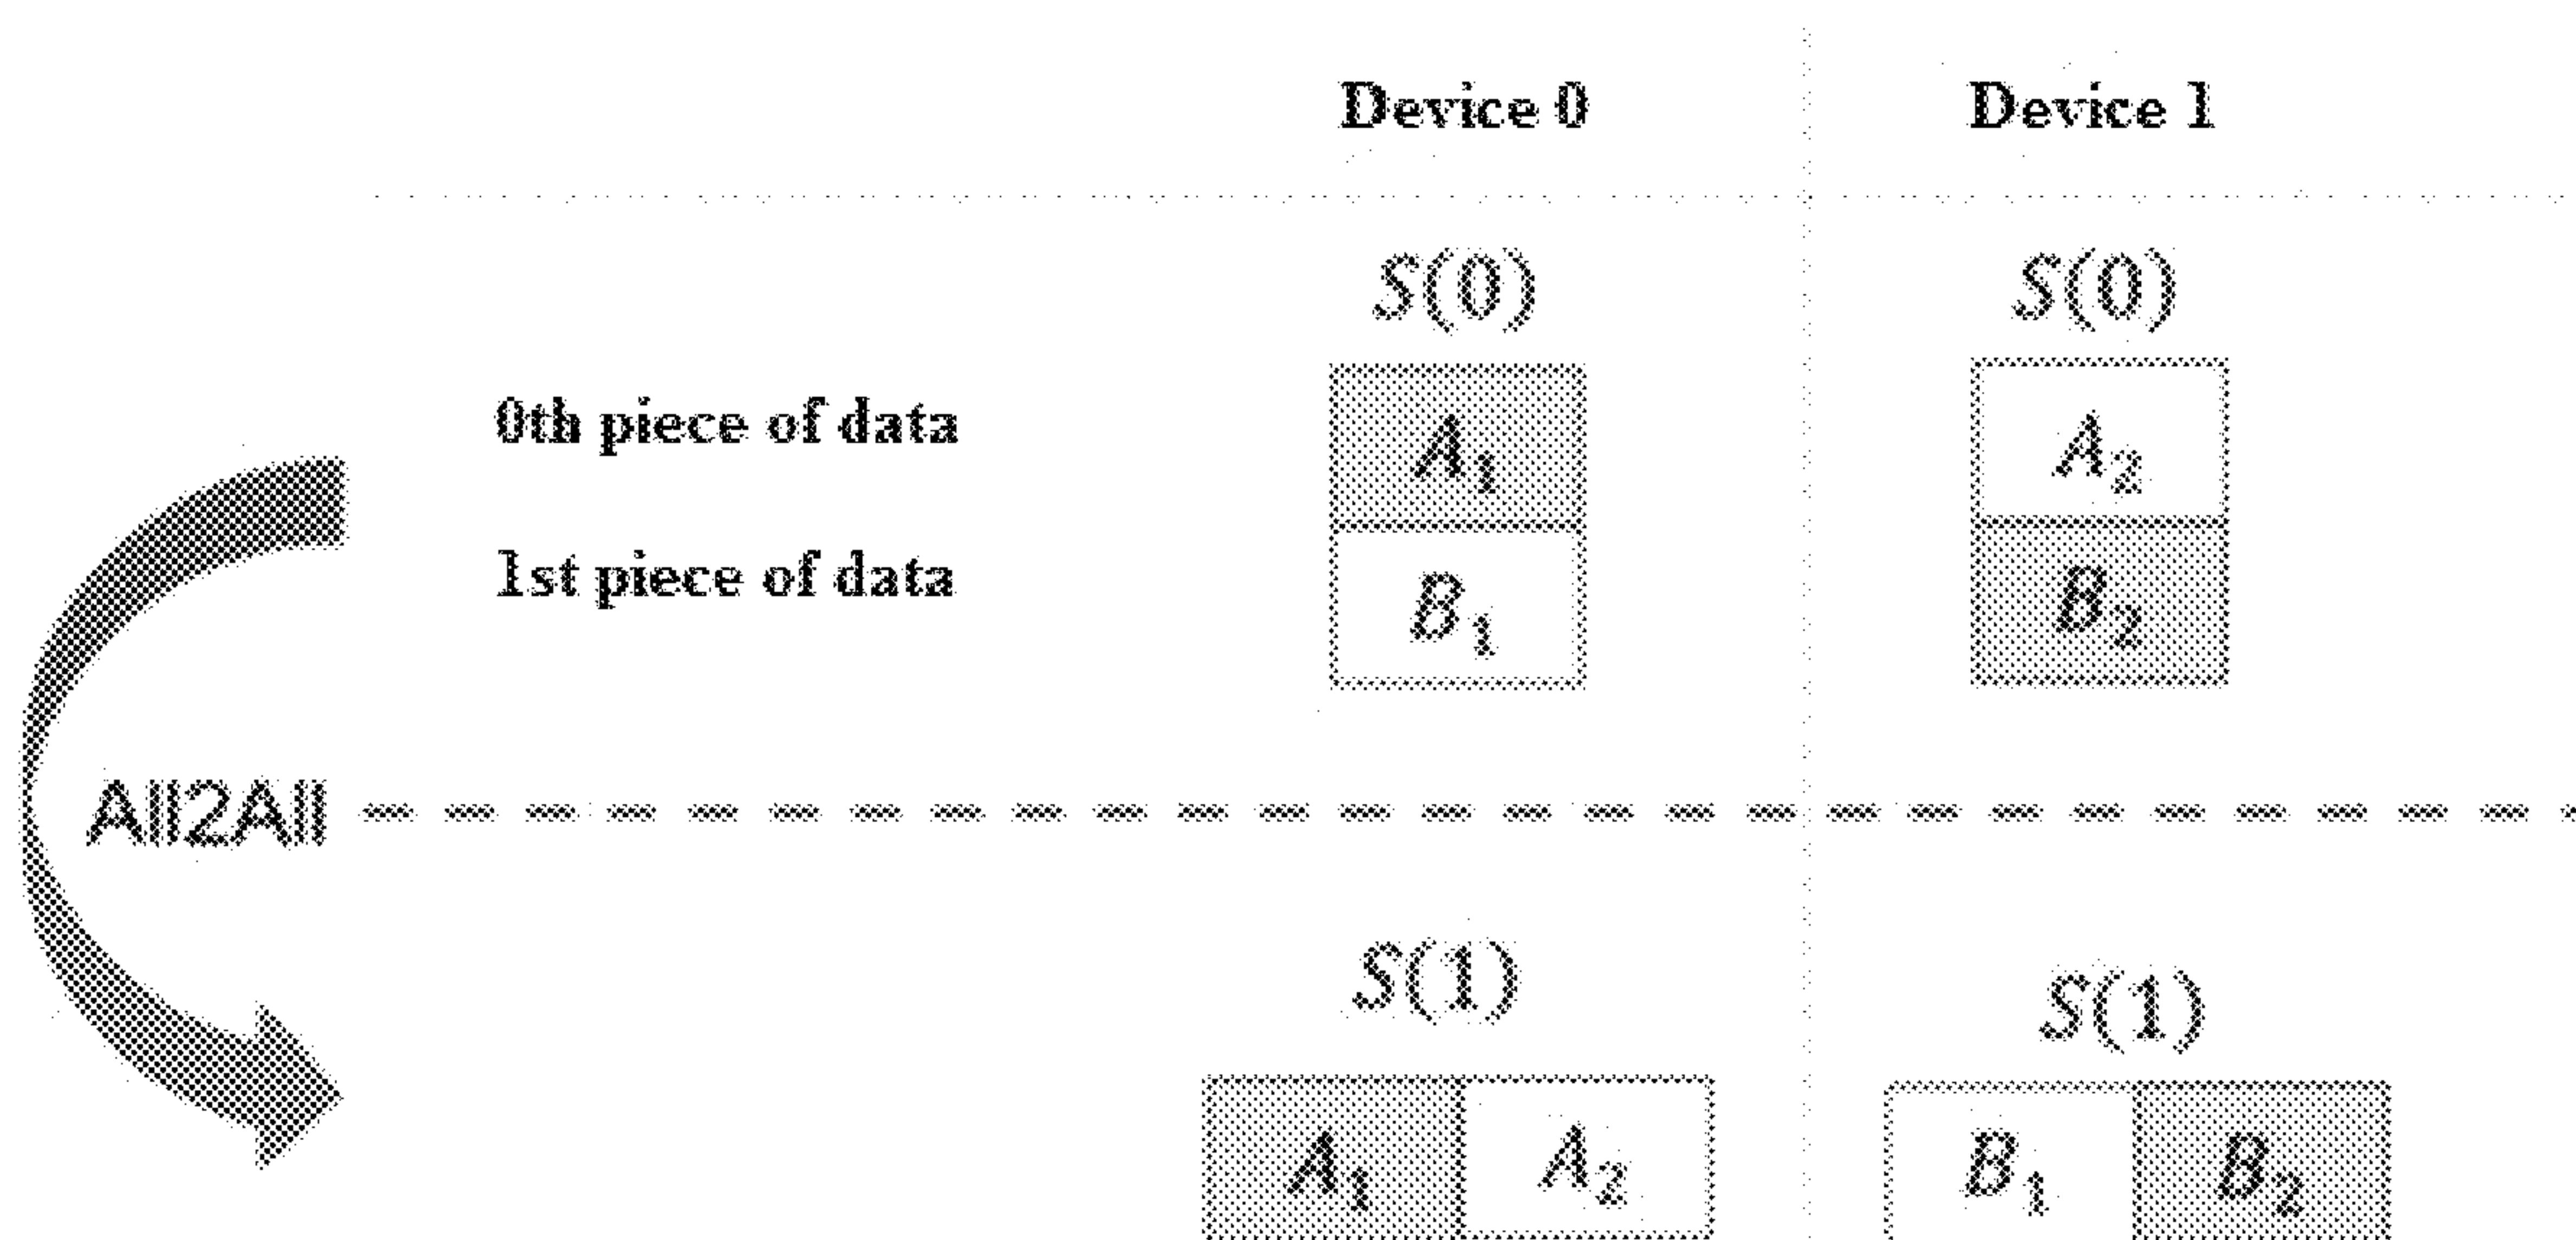 Device 0 Device 1
S(0) S(0)
0th piece of data A₁ A₂
1st piece of data B₁ B₂
All2All
S(1) S(1)
A₁ A₂ B₁ B₂